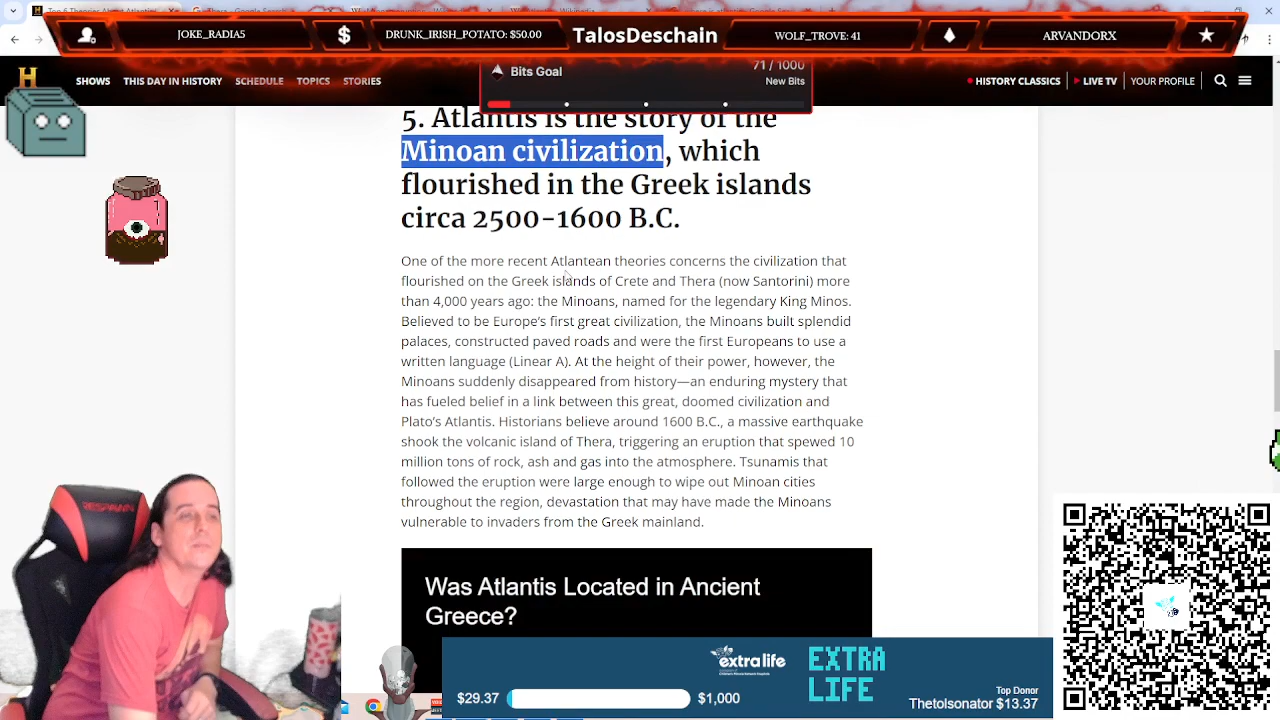 Top 6 Theories About Atlantis
JOKE_RADIA5
$
DRUNK_IRISH_POTATO: $50.00
TalosDeschain
WOLF_TROVE: 41
ARVANDORX
H
SHOWS
THIS DAY IN HISTORY
SCHEDULE
TOPICS
STORIES
Bits Goal
71 / 1000
New Bits
HISTORY CLASSICS
LIVE TV
YOUR PROFILE
5. Atlantis is the story of the
Minoan civilization, which
flourished in the Greek islands
circa 2500-1600 B.C.
One of the more recent Atlantean theories concerns the civilization that
flourished on the Greek islands of Crete and Thera (now Santorini) more
than 4,000 years ago: the Minoans, named for the legendary King Minos.
Believed to be Europe's first great civilization, the Minoans built splendid
palaces, constructed paved roads and were the first Europeans to use a
written language (Linear A). At the height of their power, however, the
Minoans suddenly disappeared from history—an enduring mystery that
has fueled belief in a link between this great, doomed civilization and
Plato's Atlantis. Historians believe around 1600 B.C., a massive earthquake
shook the volcanic island of Thera, triggering an eruption that spewed 10
million tons of rock, ash and gas into the atmosphere. Tsunamis that
followed the eruption were large enough to wipe out Minoan cities
throughout the region, devastation that may have made the Minoans
vulnerable to invaders from the Greek mainland.
Was Atlantis Located in Ancient
Greece?
RESPAWN
extralife
EXTRA
LIFE
$29.37
$1,000
Top Donor
Thetolsonator $13.37